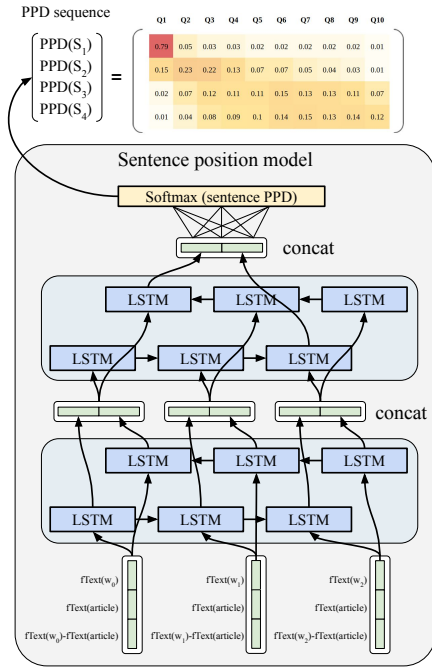 PPD sequence
Q1 Q2 Q3 Q4 Q5 Q6 Q7 Q8 Q9 Q10
PPD(S1) 0.79 0.05 0.03 0.03 0.02 0.02 0.02 0.02 0.02 0.01
PPD(S2) = 0.15 0.23 0.22 0.13 0.07 0.07 0.05 0.04 0.03 0.01
PPD(S3) 0.02 0.07 0.12 0.11 0.11 0.15 0.13 0.13 0.11 0.07
PPD(S4) 0.01 0.04 0.08 0.09 0.1 0.14 0.15 0.13 0.14 0.12
Sentence position model
Softmax (sentence PPD)
concat
LSTM LSTM LSTM
LSTM LSTM LSTM
concat
LSTM LSTM LSTM
LSTM LSTM LSTM
fText(w0) fText(w1) fText(w2)
fText(article) fText(article) fText(article)
fText(w0)-fText(article) fText(w1)-fText(article) fText(w2)-fText(article)